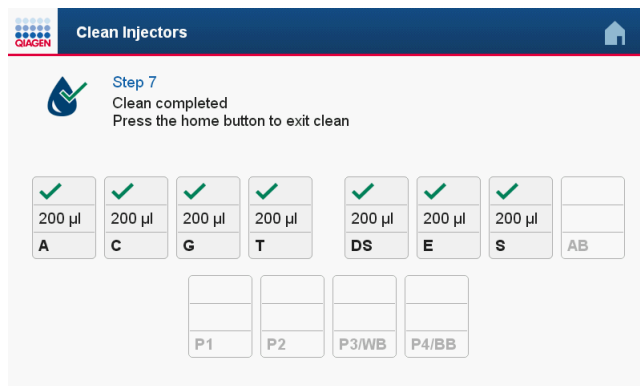 QIAGEN
Clean Injectors
Step 7
Clean completed
Press the home button to exit clean
200 µl 200 µl 200 µl 200 µl 200 µl 200 µl 200 µl
A C G T DS E S AB
P1 P2 P3/WB P4/BB